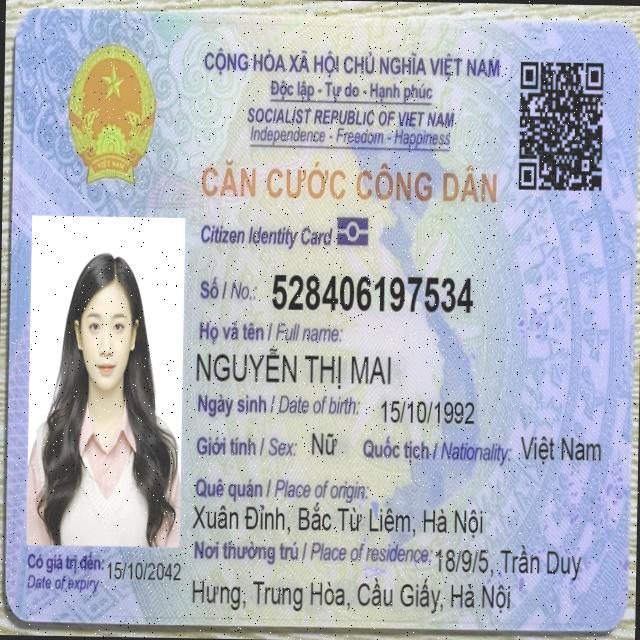 CỘNG HÒA XÃ HỘI CHỦ NGHĨA VIỆT NAM
Độc lập - Tự do - Hạnh phúc
SOCIALIST REPUBLIC OF VIET NAM
Independence - Freedom - Happiness
CĂN CƯỚC CÔNG DÂN
Citizen Identity Card
Số / No.: 528406197534
Họ và tên / Full name:
NGUYỄN THỊ MAI
Ngày sinh / Date of birth: 15/10/1992
Giới tính / Sex: Nữ Quốc tịch / Nationality: Việt Nam
Quê quán / Place of origin:
Xuân Đỉnh, Bắc Từ Liêm, Hà Nội
Nơi thường trú / Place of residence: 18/9/5, Trần Duy
Hưng, Trung Hòa, Cầu Giấy, Hà Nội
Có giá trị đến: 15/10/2042
Date of expiry
VIỆT NAM